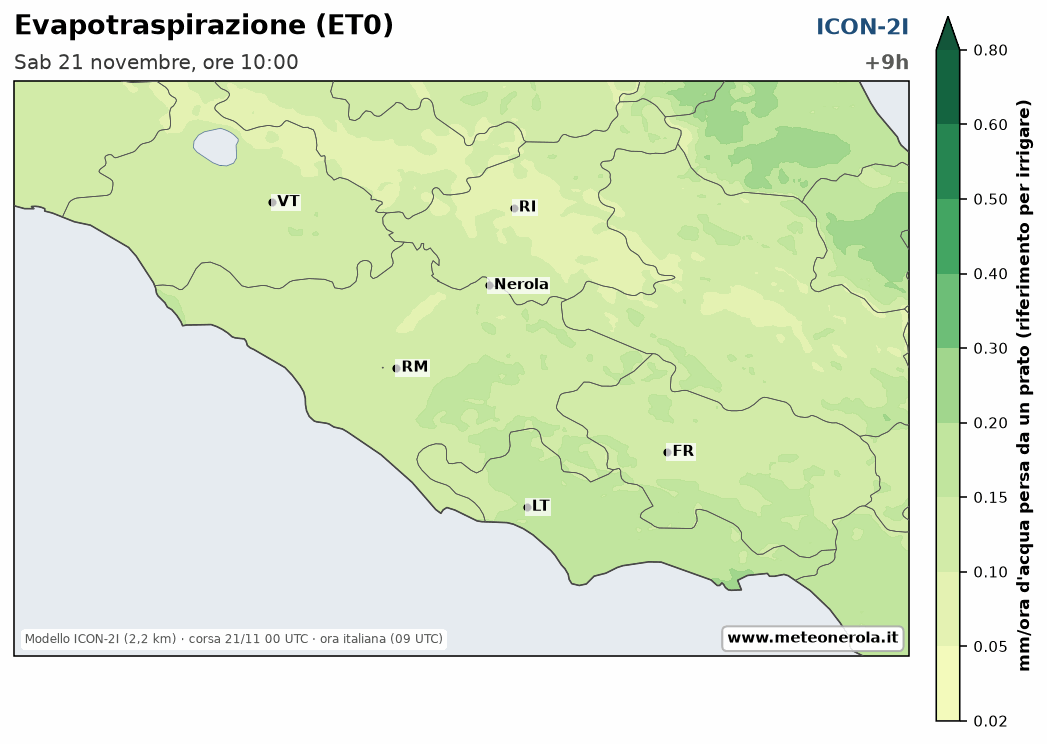 Evapotraspirazione (ET0)
ICON-2I
Sab 21 novembre, ore 10:00
+9h
VT
RI
Nerola
RM
FR
LT
Modello ICON-2I (2,2 km) · corsa 21/11 00 UTC · ora italiana (09 UTC)
www.meteonerola.it
0.80
0.60
0.50
0.40
0.30
0.20
0.15
0.10
0.05
0.02
mm/ora d'acqua persa da un prato (riferimento per irrigare)